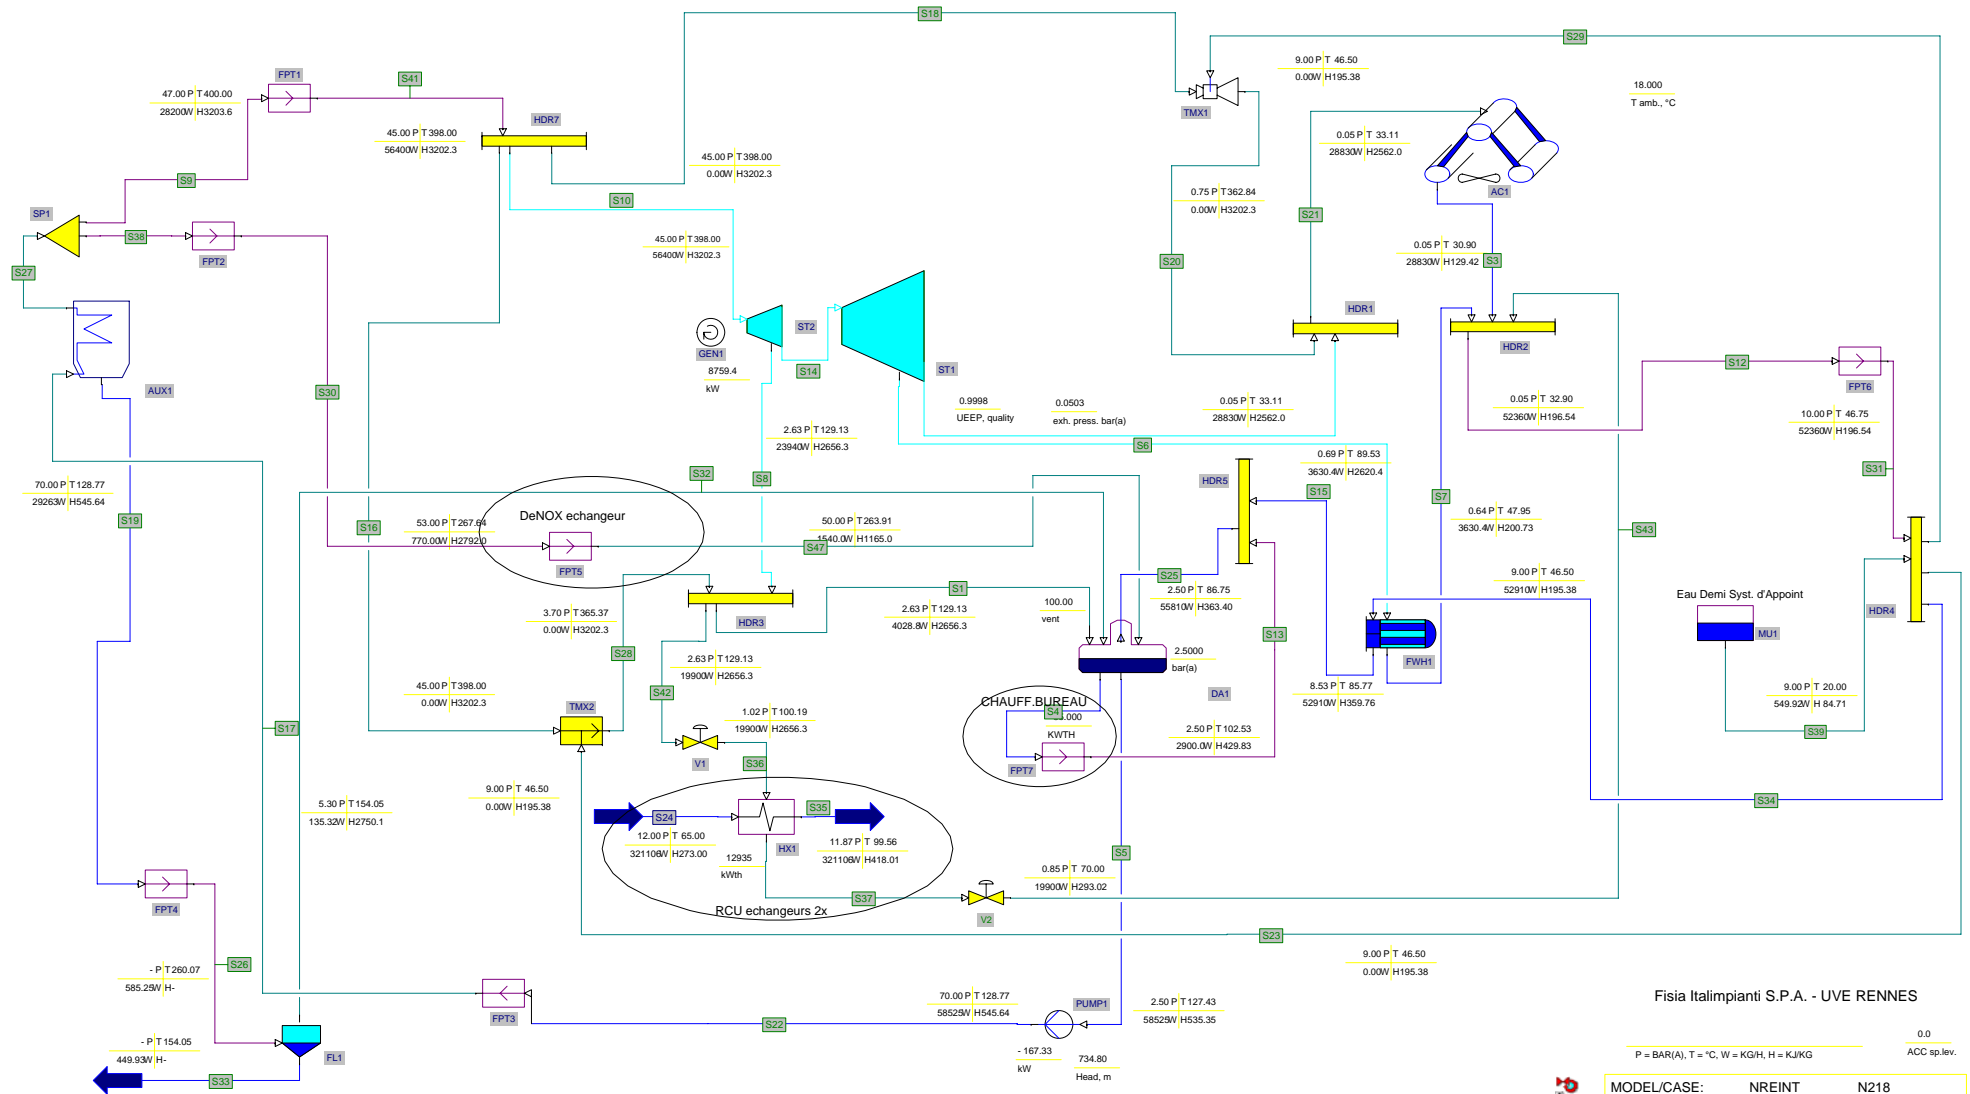 S18
S29
FPT1
S41
9.00 P T 46.50
0.00W H195.38
47.00 P T 400.00
28200W H3203.6
18.000
T amb., °C
TMX1
HDR7
45.00 P T 398.00
56400W H3202.3
0.05 P T 33.11
28830W H2562.0
45.00 P T 398.00
0.00W H3202.3
S9
AC1
0.75 P T 362.84
0.00W H3202.3
S10
SP1
S21
S38
FPT2
45.00 P T 398.00
56400W H3202.3
0.05 P T 30.90
28830W H129.42
S3
S20
S27
HDR1
ST2
GEN1
HDR2
8759.4
kW
S14
ST1
S12
FPT6
AUX1
S30
0.9998
UEEP, quality
0.0503
exh. press. bar(a)
0.05 P T 33.11
28830W H2562.0
0.05 P T 32.90
52360W H196.54
10.00 P T 46.75
52360W H196.54
2.63 P T 129.13
23940W H2656.3
S6
0.69 P T 89.53
3630.4W H2620.4
S31
S32
S8
HDR5
S15
S7
70.00 P T 128.77
29263W H545.64
S19
DeNOX echangeur
S16
53.00 P T 267.64
770.00W H2792.0
50.00 P T 263.91
1540.0W H1165.0
S47
0.64 P T 47.95
3630.4W H200.73
S43
FPT5
S25
S1
2.50 P T 86.75
55810W H363.40
9.00 P T 46.50
52910W H195.38
Eau Demi Syst. d'Appoint
3.70 P T 365.37
0.00W H3202.3
HDR3
2.63 P T 129.13
4028.8W H2656.3
100.00
vent
HDR4
MU1
S13
S28
2.63 P T 129.13
19900W H2656.3
2.5000
bar(a)
FWH1
45.00 P T 398.00
0.00W H3202.3
S42
DA1
8.53 P T 85.77
52910W H359.76
9.00 P T 20.00
549.92W H 84.71
TMX2
1.02 P T 100.19
19900W H2656.3
CHAUFF.BUREAU
S4
KWTH
S17
S39
2.50 P T 102.53
2900.0W H429.83
V1
S36
FPT7
9.00 P T 46.50
0.00W H195.38
S34
5.30 P T 154.05
135.32W H2750.1
S24
S35
12.00 P T 65.00
321106W H273.00
HX1
11.87 P T 99.56
321106W H418.01
12935
kWth
S5
0.85 P T 70.00
19900W H293.02
S37
FPT4
RCU echangeurs 2x
V2
S23
- P T 260.07
585.25W H-
S26
9.00 P T 46.50
0.00W H195.38
FPT3
70.00 P T 128.77
58525W H545.64
PUMP1
2.50 P T 127.43
58525W H535.35
Fisia Italimpianti S.P.A. - UVE RENNES
S22
0.0
ACC sp.lev.
- P T 154.05
449.93W H-
FL1
- 167.33
kW
734.80
Head, m
P = BAR(A), T = °C, W = KG/H, H = KJ/KG
S33
MODEL/CASE: NREINT N218